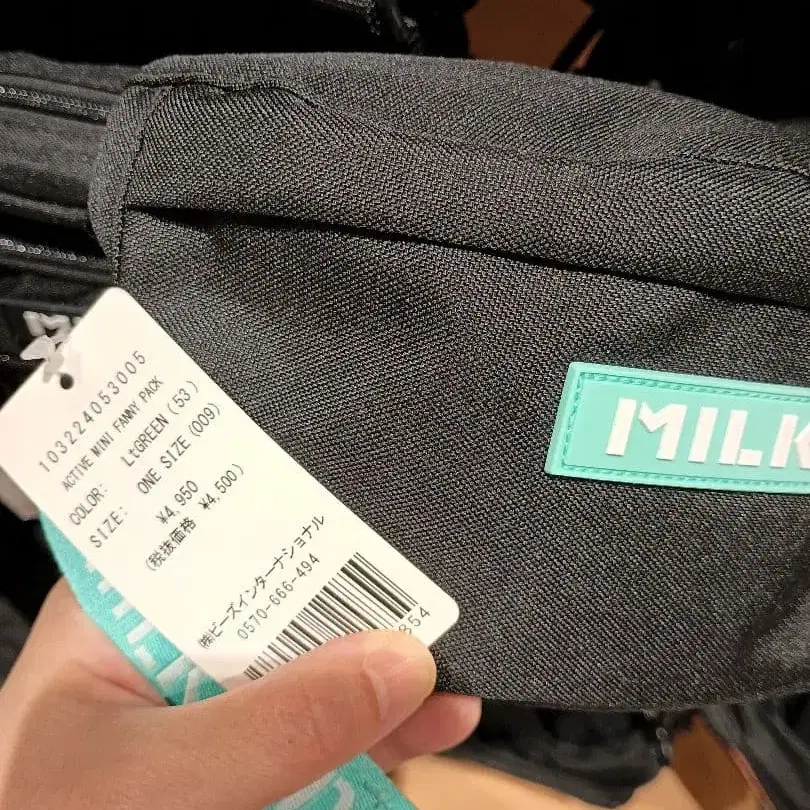 103224053005
ACTIVE MINI FANNY PACK
COLOR: LtGREEN (53)
SIZE: ONE SIZE (009)
¥4,950
(税抜価格 ¥4,500)
㈱ビーズインターナショナル
0570-666-494
854
MILK